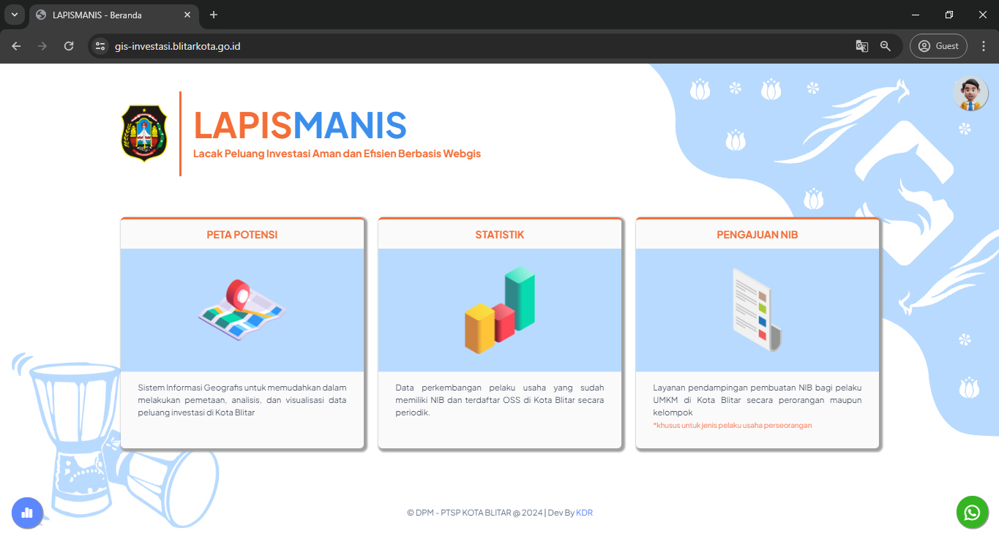 LAPISMANIS - Beranda
gis-investasi.blitarkota.go.id
Guest
LAPISMANIS
Lacak Peluang Investasi Aman dan Efisien Berbasis Webgis
PETA POTENSI
Sistem Informasi Geografis untuk memudahkan dalam
melakukan pemetaan, analisis, dan visualisasi data
peluang investasi di Kota Blitar
STATISTIK
Data perkembangan pelaku usaha yang sudah
memiliki NIB dan terdaftar OSS di Kota Blitar secara
periodik.
PENGAJUAN NIB
Layanan pendampingan pembuatan NIB bagi pelaku
UMKM di Kota Blitar secara perorangan maupun
kelompok
*khusus untuk jenis pelaku usaha perseorangan
© DPM - PTSP KOTA BLITAR @ 2024 | Dev By KDR